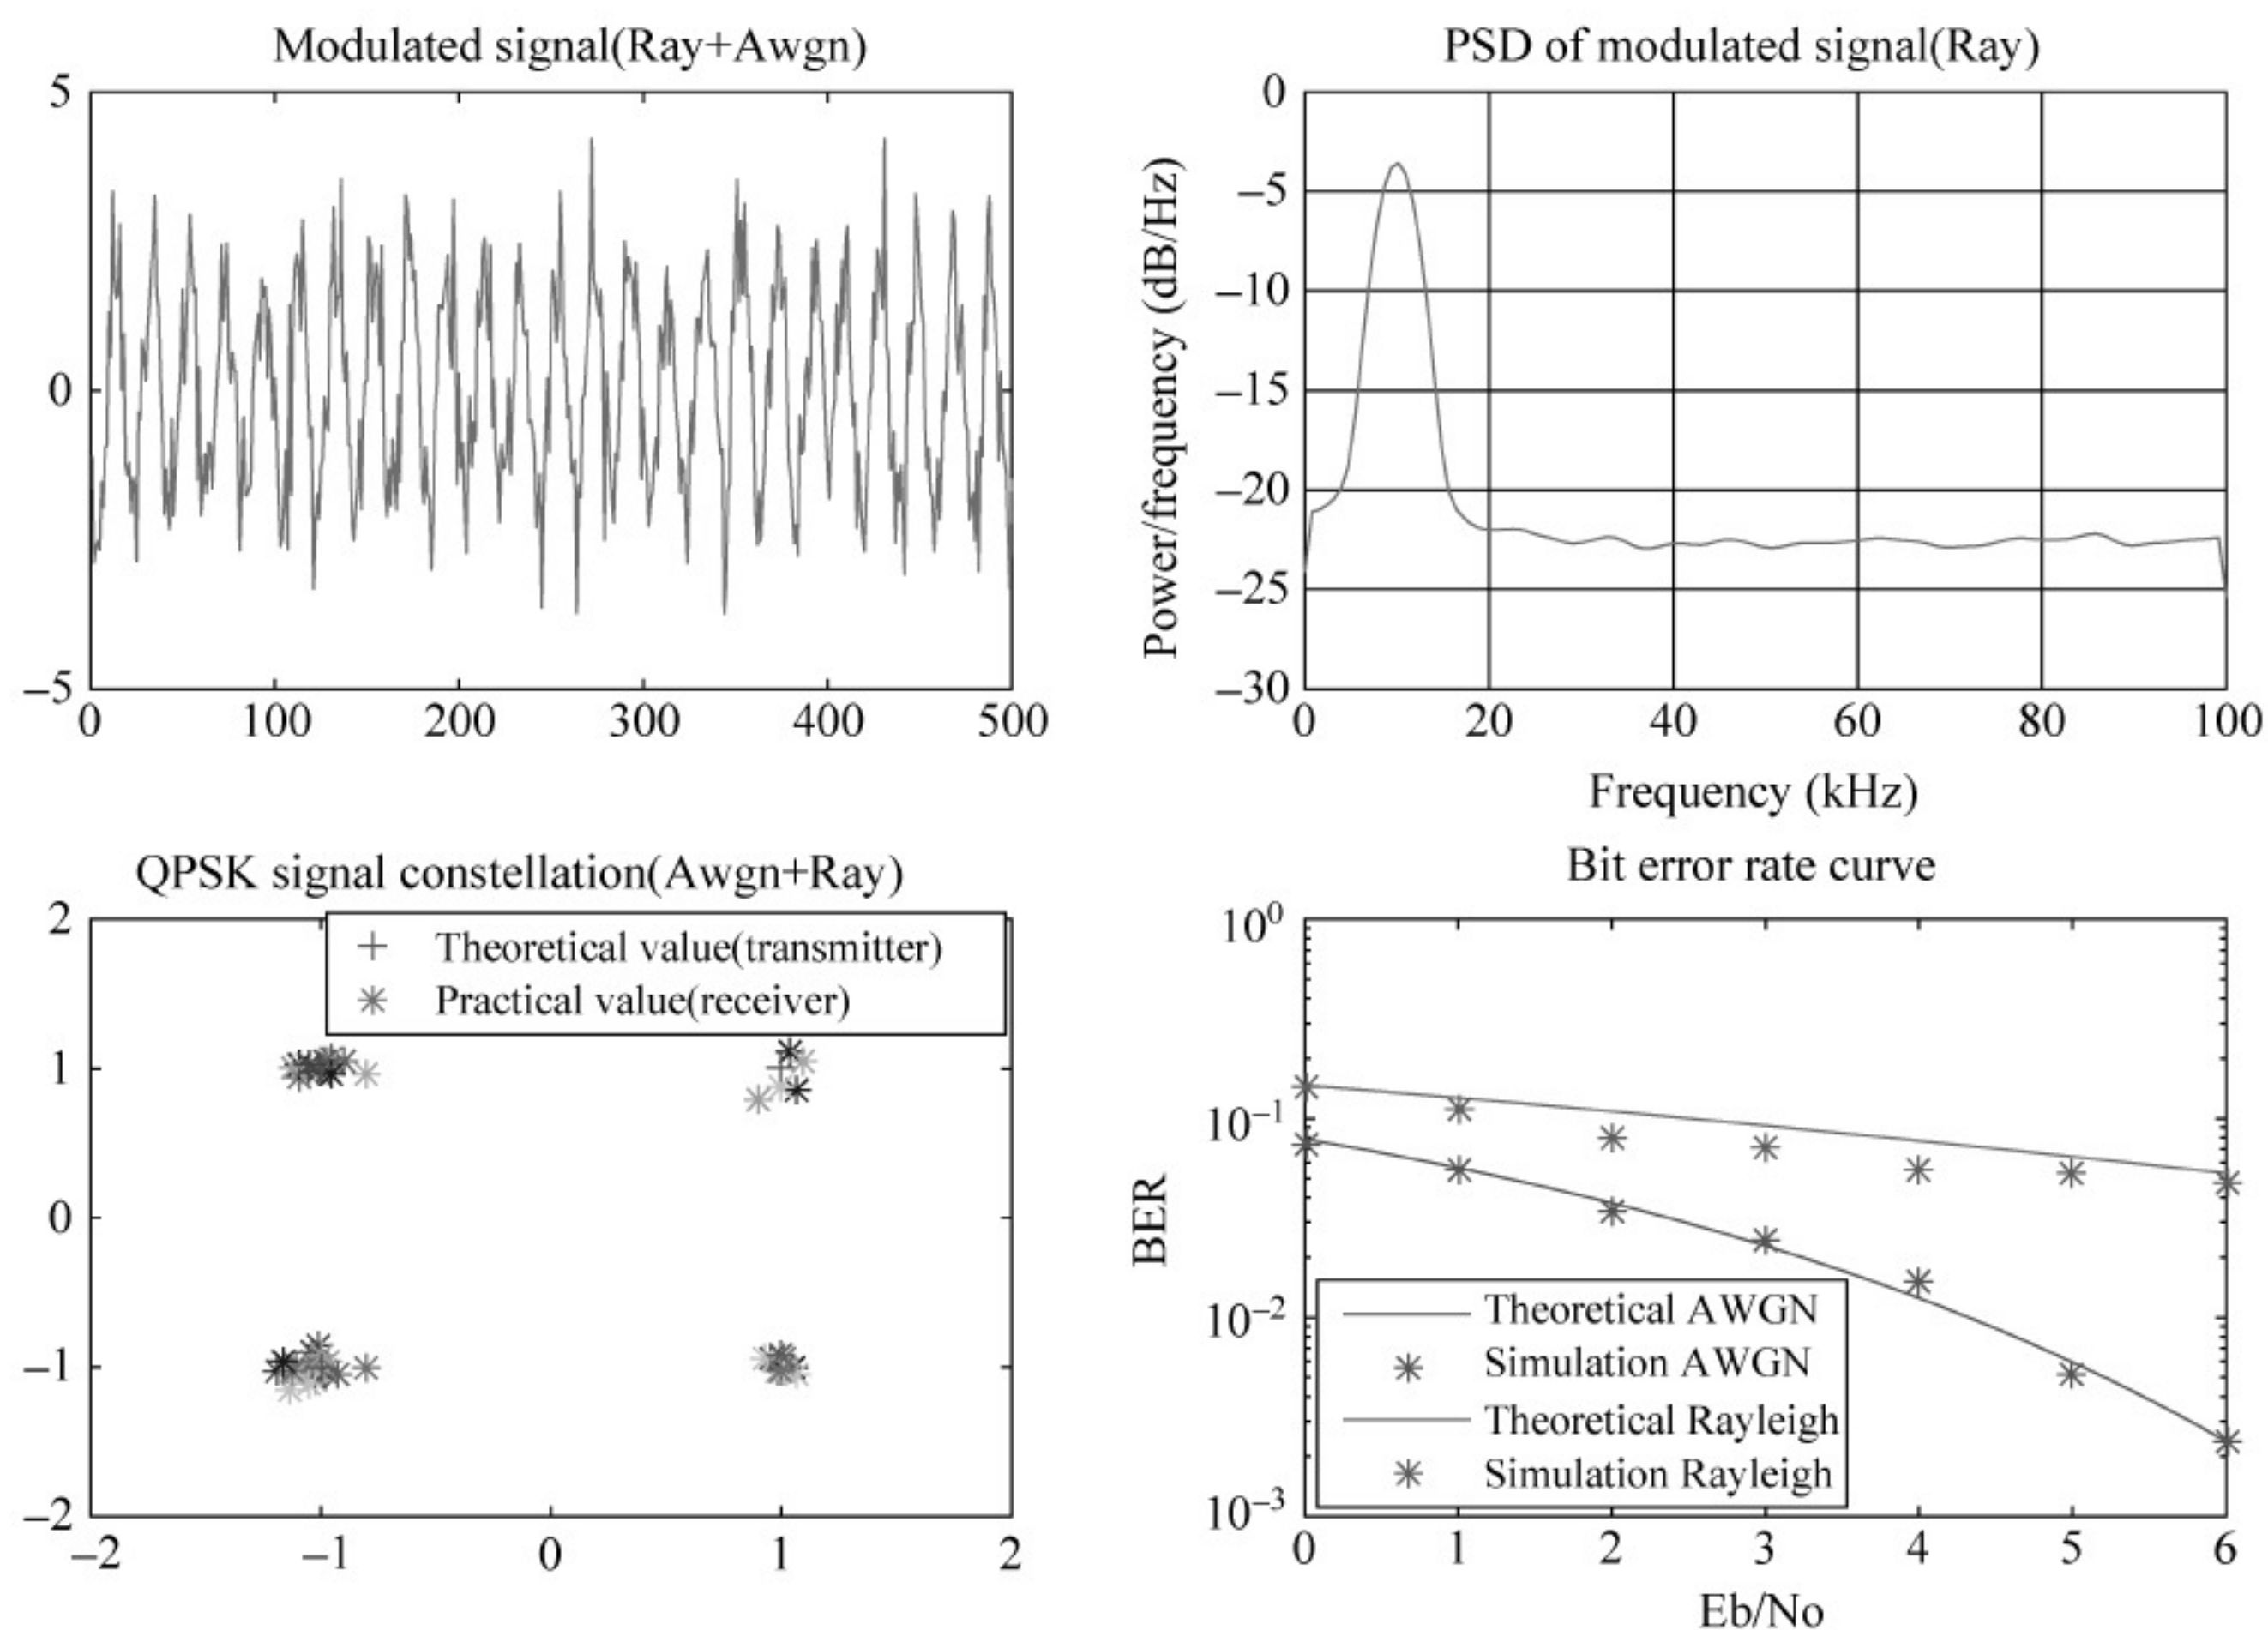 Modulated signal(Ray+Awgn)
5
0
−5
0 100 200 300 400 500
PSD of modulated signal(Ray)
Power/frequency (dB/Hz)
0
−5
−10
−15
−20
−25
−30
0 20 40 60 80 100
Frequency (kHz)
QPSK signal constellation(Awgn+Ray)
2
Theoretical value(transmitter)
Practical value(receiver)
1
0
−1
−2
−2 −1 0 1 2
Bit error rate curve
BER
10⁰
10⁻¹
10⁻²
10⁻³
Theoretical AWGN
Simulation AWGN
Theoretical Rayleigh
Simulation Rayleigh
0 1 2 3 4 5 6
Eb/No